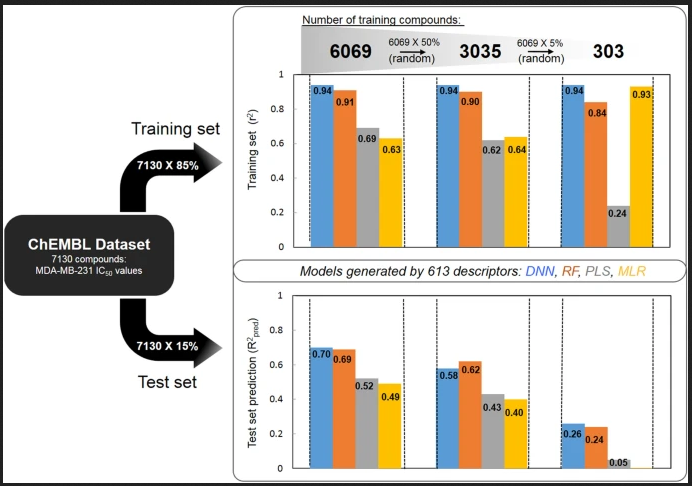 Number of training compounds:
6069
6069 X 50%
(random)
3035
6069 X 5%
(random)
303
Training set
7130 X 85%
ChEMBL Dataset
7130 compounds:
MDA-MB-231 IC50 values
7130 X 15%
Test set
Training set (r²)
1
0.8
0.6
0.4
0.2
0
0.94
0.91
0.69
0.63
0.94
0.90
0.62
0.64
0.94
0.84
0.24
0.93
Models generated by 613 descriptors: DNN, RF, PLS, MLR
Test set prediction (R²pred)
1
0.8
0.6
0.4
0.2
0
0.70
0.69
0.52
0.49
0.58
0.62
0.43
0.40
0.26
0.24
0.05